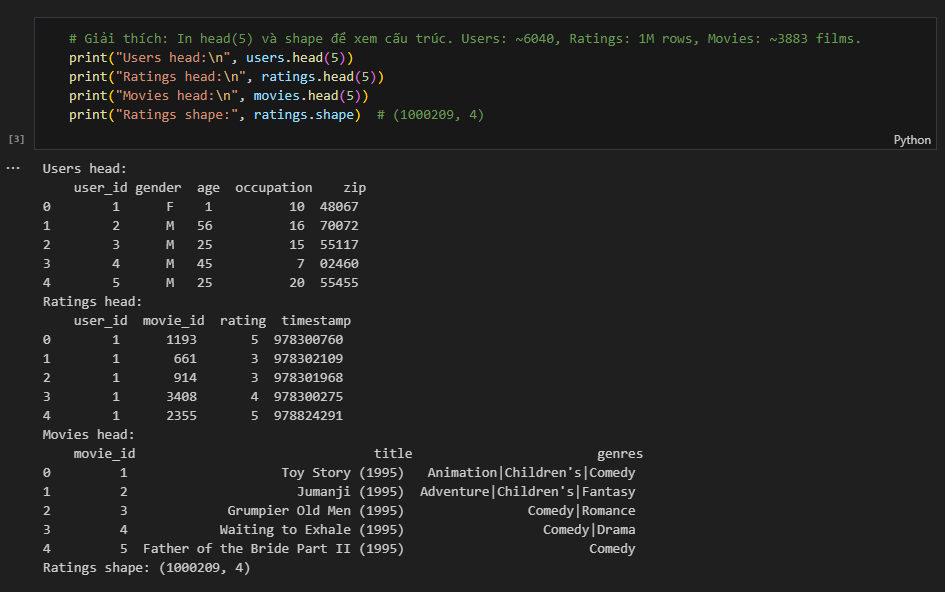 # Giải thích: In head(5) và shape để xem cấu trúc. Users: ~6040, Ratings: 1M rows, Movies: ~3883 films.
print("Users head:\n", users.head(5))
print("Ratings head:\n", ratings.head(5))
print("Movies head:\n", movies.head(5))
print("Ratings shape:", ratings.shape)  # (1000209, 4)
[3]
Python
... Users head:
    user_id gender  age  occupation    zip
0        1      F    1          10  48067
1        2      M   56          16  70072
2        3      M   25          15  55117
3        4      M   45           7  02460
4        5      M   25          20  55455
Ratings head:
    user_id  movie_id  rating  timestamp
0        1      1193       5  978300760
1        1       661       3  978302109
2        1       914       3  978301968
3        1      3408       4  978300275
4        1      2355       5  978824291
Movies head:
    movie_id                               title                        genres
0         1                    Toy Story (1995)   Animation|Children's|Comedy
1         2                      Jumanji (1995)  Adventure|Children's|Fantasy
2         3             Grumpier Old Men (1995)                Comedy|Romance
3         4            Waiting to Exhale (1995)                  Comedy|Drama
4         5  Father of the Bride Part II (1995)                        Comedy
Ratings shape: (1000209, 4)